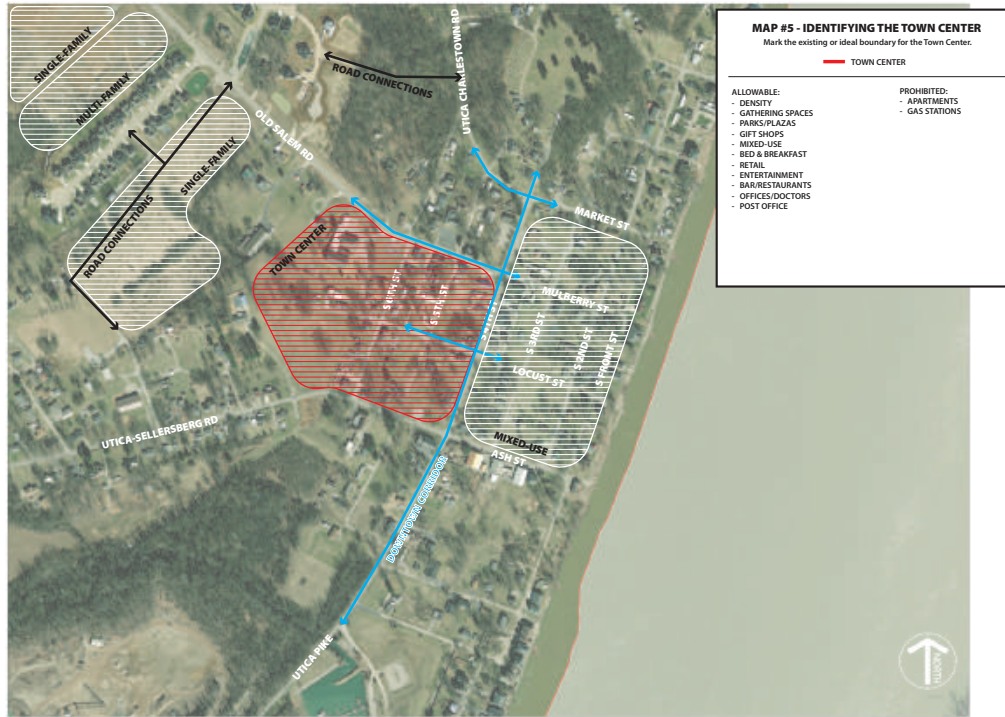 MAP #5 - IDENTIFYING THE TOWN CENTER
Mark the existing or ideal boundary for the Town Center.
TOWN CENTER
ALLOWABLE:
- DENSITY
- GATHERING SPACES
- PARKS/PLAZAS
- GIFT SHOPS
- MIXED-USE
- BED & BREAKFAST
- RETAIL
- ENTERTAINMENT
- BAR/RESTAURANTS
- OFFICES/DOCTORS
- POST OFFICE
PROHIBITED:
- APARTMENTS
- GAS STATIONS
SINGLE-FAMILY
MULTI-FAMILY
ROAD CONNECTIONS
UTICA CHARLESTOWN RD
OLD SALEM RD
SINGLE-FAMILY
ROAD CONNECTIONS
MARKET ST
TOWN CENTER
S 5TH ST
MULBERRY ST
S 3RD ST
S 2ND ST
S FRONT ST
LOCUST ST
UTICA-SELLERSBERG RD
MIXED-USE
ASH ST
DOWNTOWN CORRIDOR
UTICA PIKE
NORTH